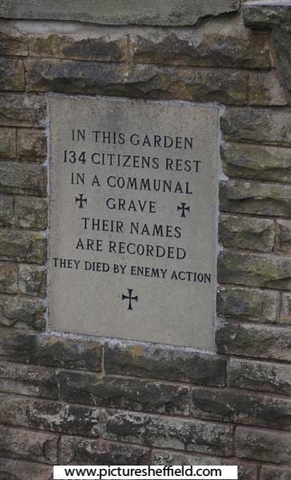 IN THIS GARDEN
134 CITIZENS REST
IN A COMMUNAL
GRAVE
THEIR NAMES
ARE RECORDED
THEY DIED BY ENEMY ACTION
www.picturesheffield.com